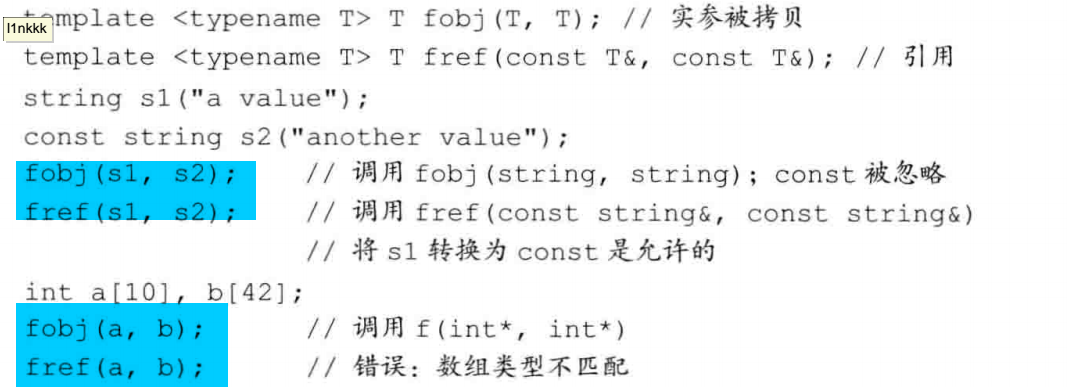 template <typename T> T fobj(T, T); // 实参被拷贝
l1nkkk
template <typename T> T fref(const T&, const T&); // 引用
string s1("a value");
const string s2("another value");
fobj(s1, s2); // 调用 fobj(string, string); const 被忽略
fref(s1, s2); // 调用 fref(const string&, const string&)
// 将 s1 转换为 const 是允许的
int a[10], b[42];
fobj(a, b); // 调用 f(int*, int*)
fref(a, b); // 错误: 数组类型不匹配